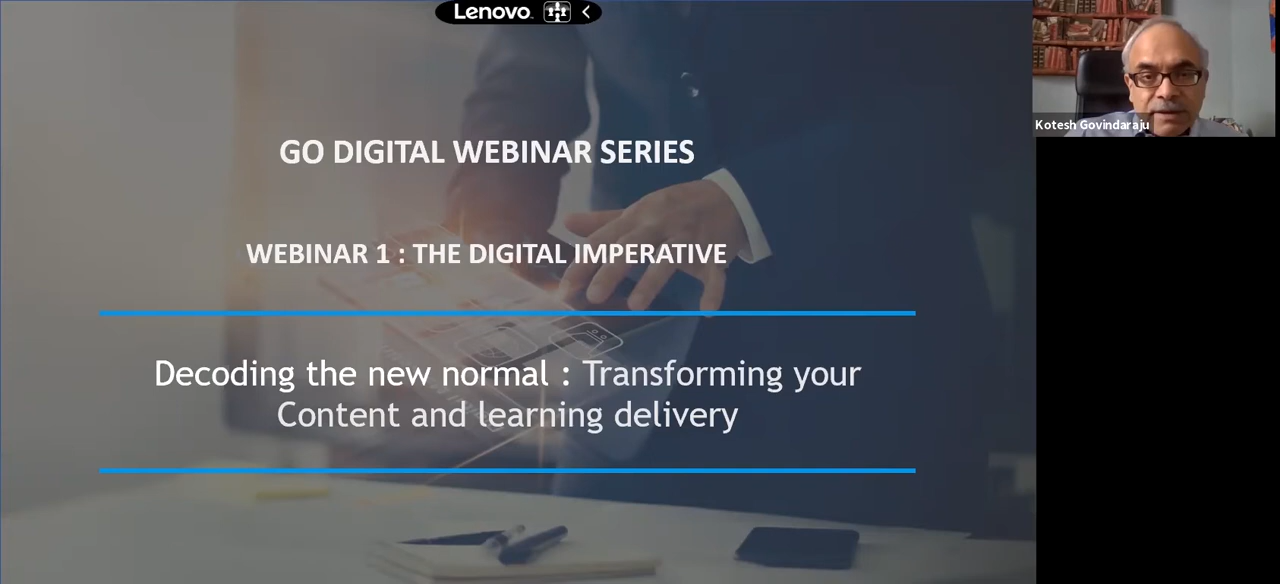 Lenovo
GO DIGITAL WEBINAR SERIES
WEBINAR 1 : THE DIGITAL IMPERATIVE
Decoding the new normal : Transforming your
Content and learning delivery
Kotesh Govindaraju